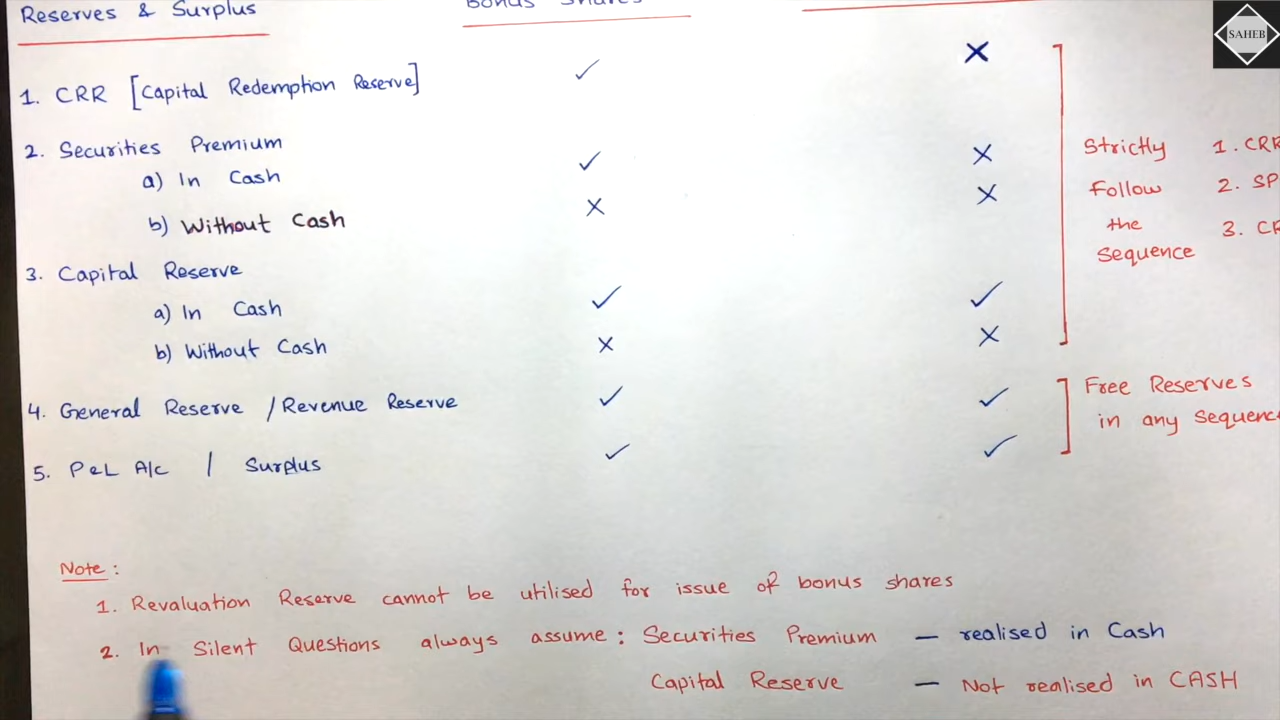 Reserves & Surplus
Bonus Shares
SAHEB
1. CRR [Capital Redemption Reserve] ✓ ×
2. Securities Premium
a) In Cash ✓ ×
b) Without Cash × ×
3. Capital Reserve
a) In Cash ✓ ✓
b) Without Cash × ×
Strictly 1. CRR
Follow 2. SP
the 3. CR
Sequence
4. General Reserve / Revenue Reserve ✓ ✓
5. P&L A/c / Surplus ✓ ✓
Free Reserves
in any Sequenc
Note :
1. Revaluation Reserve cannot be utilised for issue of bonus shares
2. In Silent Questions always assume : Securities Premium — realised in Cash
Capital Reserve — Not realised in CASH